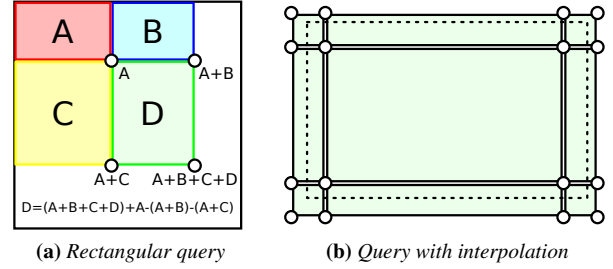 A B
A A+B
C D
A+C A+B+C+D
D=(A+B+C+D)+A-(A+B)-(A+C)
(a) Rectangular query
(b) Query with interpolation